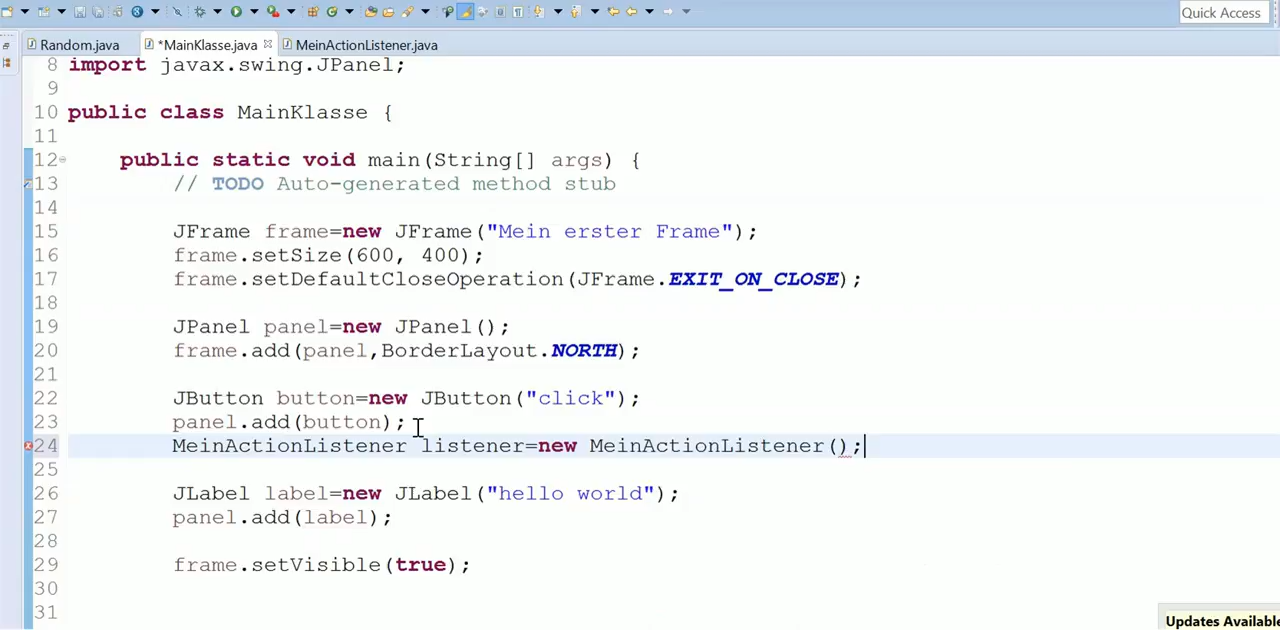 Quick Access
Random.java *MainKlasse.java MeinActionListener.java
8 import javax.swing.JPanel;
9
10 public class MainKlasse {
11
12 public static void main(String[] args) {
13 // TODO Auto-generated method stub
14
15 JFrame frame=new JFrame("Mein erster Frame");
16 frame.setSize(600, 400);
17 frame.setDefaultCloseOperation(JFrame.EXIT_ON_CLOSE);
18
19 JPanel panel=new JPanel();
20 frame.add(panel,BorderLayout.NORTH);
21
22 JButton button=new JButton("click");
23 panel.add(button);
24 MeinActionListener listener=new MeinActionListener();
25
26 JLabel label=new JLabel("hello world");
27 panel.add(label);
28
29 frame.setVisible(true);
30
31
Updates Available